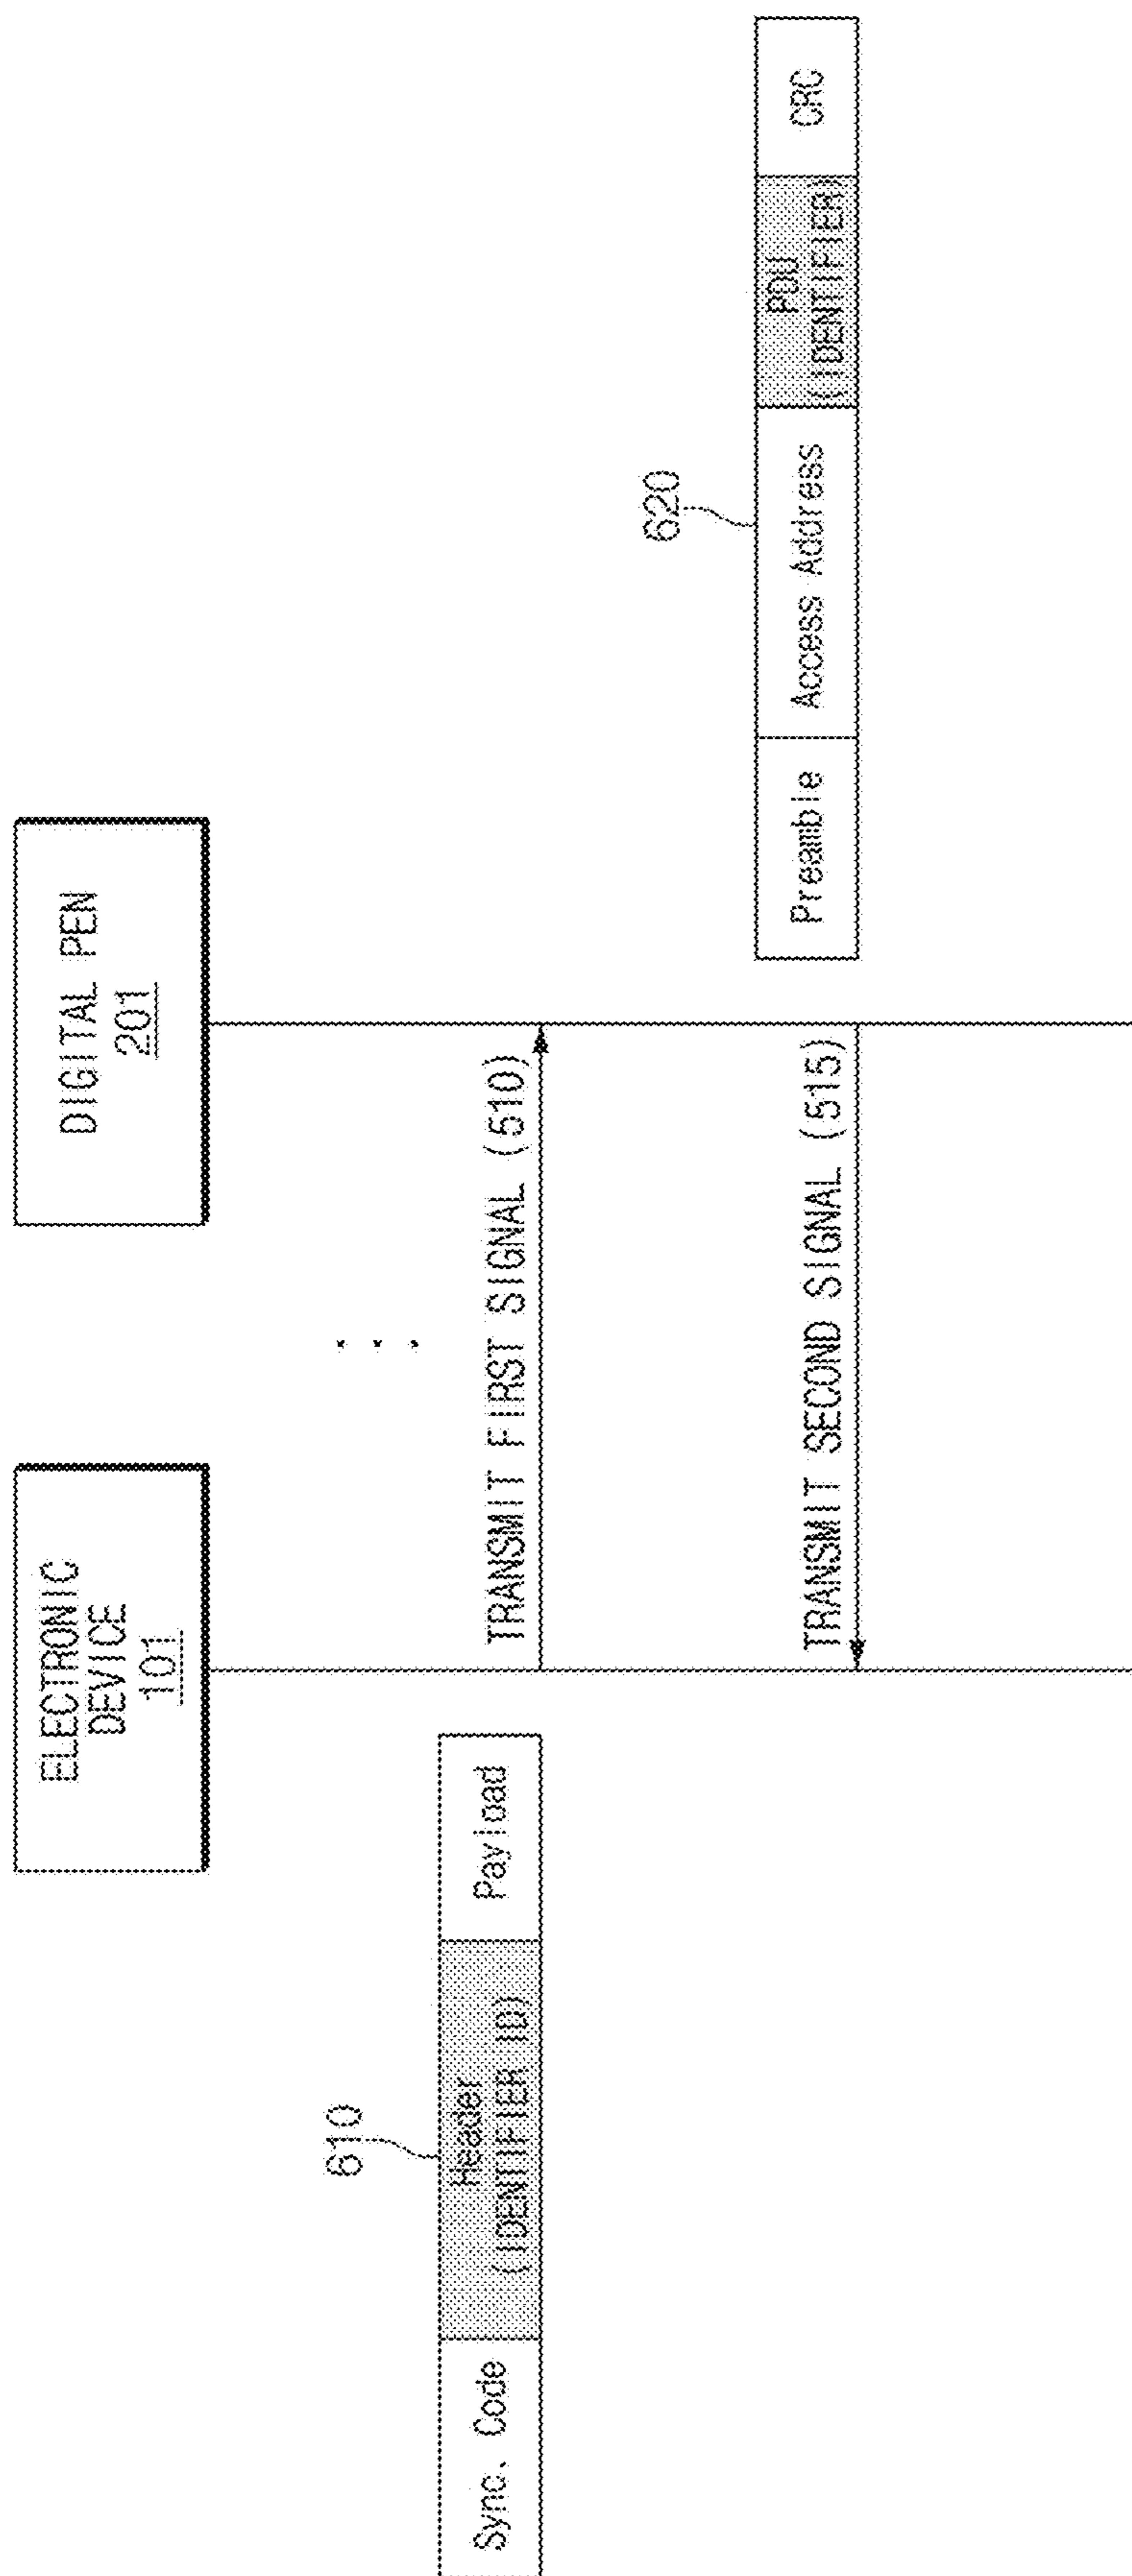 ELECTRONIC
DEVICE
101
DIGITAL PEN
201
610
Sync. Code
Header
(IDENTIFIER ID)
Payload
TRANSMIT FIRST SIGNAL (510)
620
Preamble
Access Address
PDU
(IDENTIFIER)
CRC
TRANSMIT SECOND SIGNAL (515)